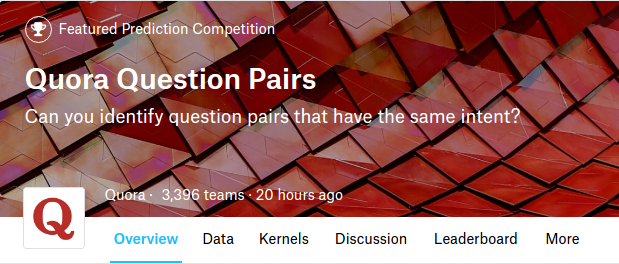 Featured Prediction Competition
Quora Question Pairs
Can you identify question pairs that have the same intent?
Quora · 3,396 teams · 20 hours ago
Q
Overview Data Kernels Discussion Leaderboard More